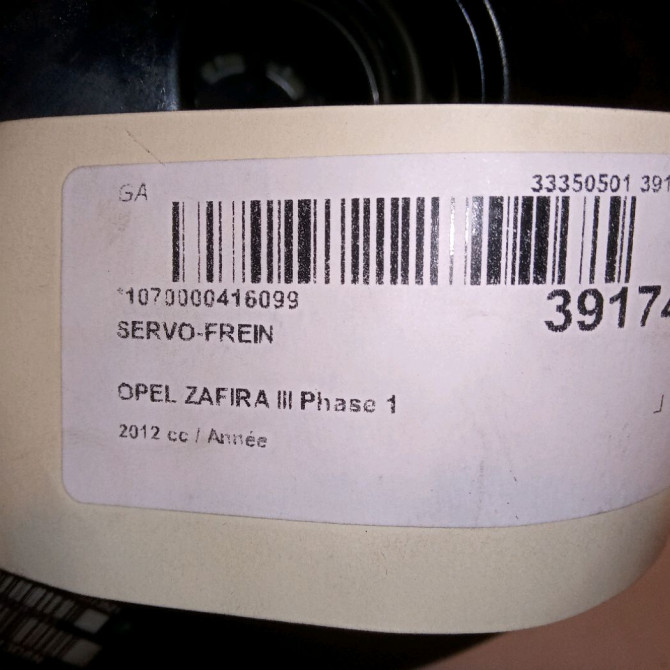 GA 33350501 391
*1070000416099 39174
SERVO-FREIN
OPEL ZAFIRA III Phase 1
2012 cc / Année